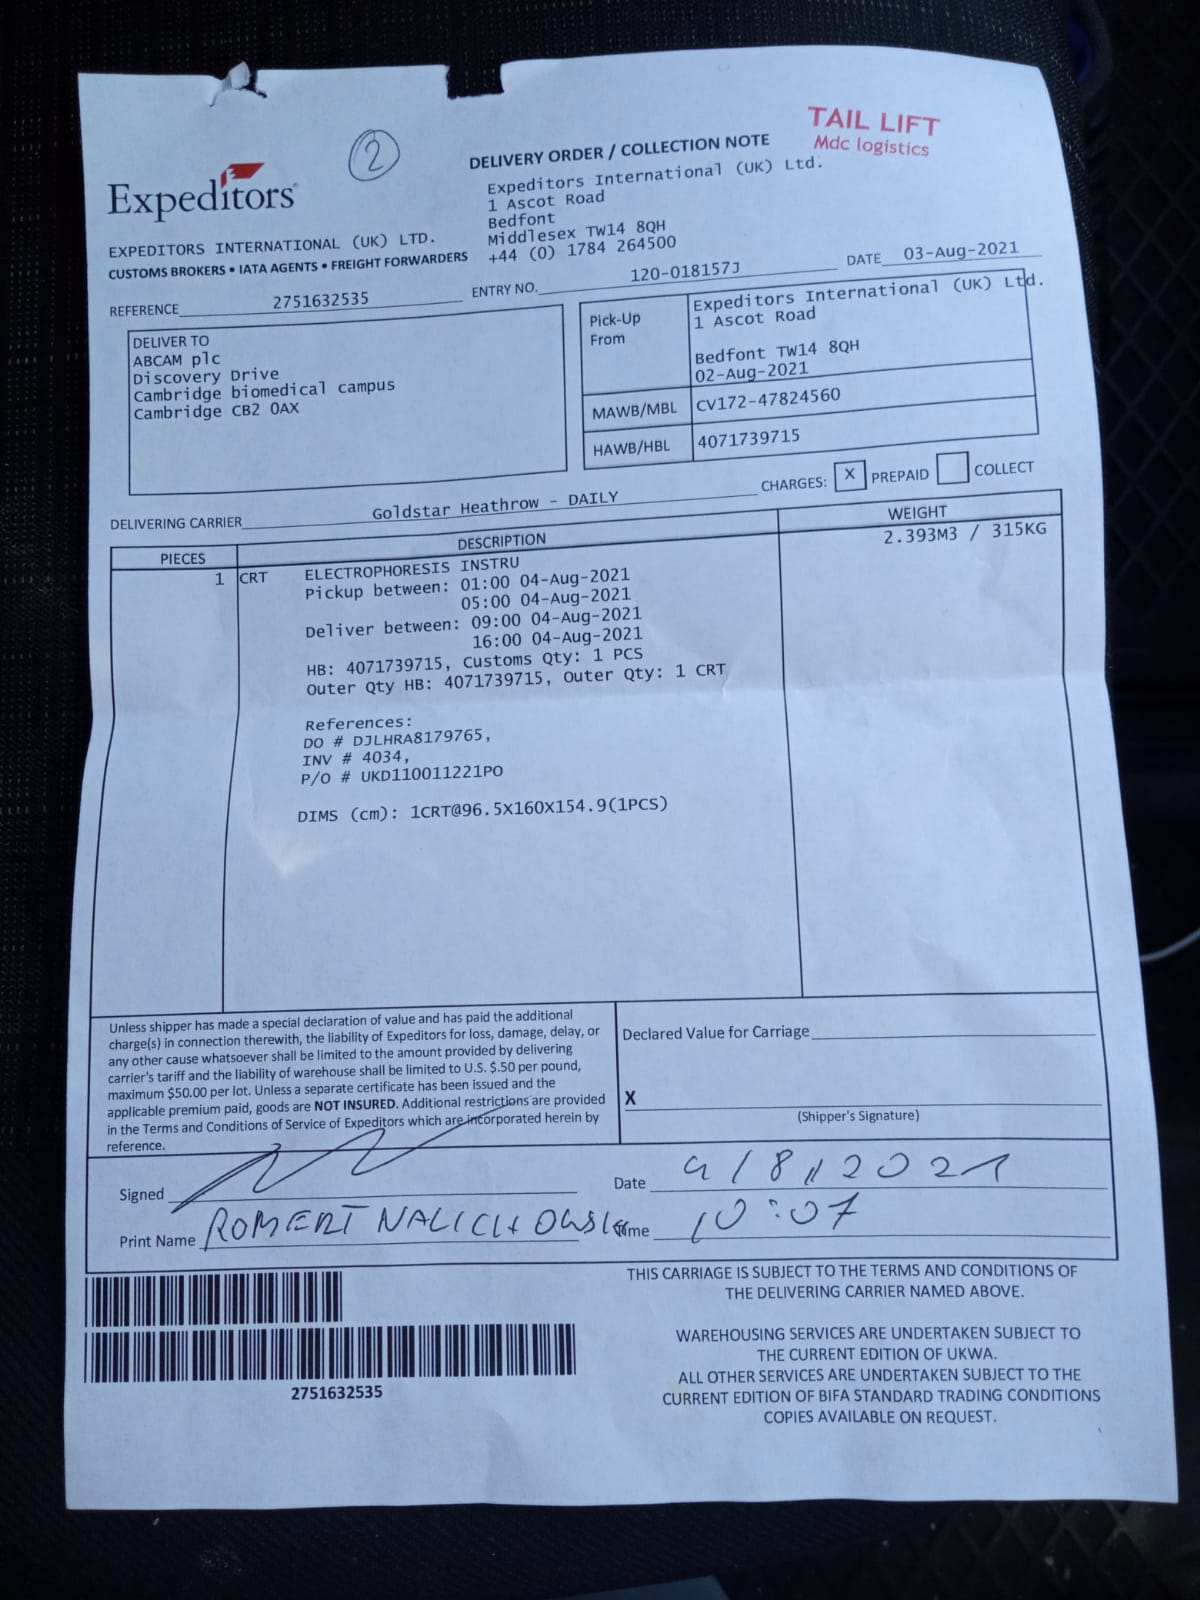 TAIL LIFT
Mdc logistics
2
DELIVERY ORDER / COLLECTION NOTE
Expeditors
Expeditors International (UK) Ltd.
1 Ascot Road
Bedfont
Middlesex TW14 8QH
+44 (0) 1784 264500
EXPEDITORS INTERNATIONAL (UK) LTD.
CUSTOMS BROKERS • IATA AGENTS • FREIGHT FORWARDERS
REFERENCE 2751632535 ENTRY NO. 120-018157J DATE 03-Aug-2021
DELIVER TO
ABCAM plc
Discovery Drive
Cambridge biomedical campus
Cambridge CB2 0AX
Pick-Up From
Expeditors International (UK) Ltd.
1 Ascot Road
Bedfont TW14 8QH
02-Aug-2021
MAWB/MBL CV172-47824560
HAWB/HBL 4071739715
CHARGES: X PREPAID COLLECT
DELIVERING CARRIER Goldstar Heathrow - DAILY
PIECES DESCRIPTION WEIGHT
1 CRT ELECTROPHORESIS INSTRU 2.393M3 / 315KG
Pickup between: 01:00 04-Aug-2021
05:00 04-Aug-2021
Deliver between: 09:00 04-Aug-2021
16:00 04-Aug-2021
HB: 4071739715, Customs Qty: 1 PCS
Outer Qty HB: 4071739715, Outer Qty: 1 CRT
References:
DO # DJLHRA8179765,
INV # 4034,
P/O # UKD110011221PO
DIMS (cm): 1CRT@96.5X160X154.9(1PCS)
Unless shipper has made a special declaration of value and has paid the additional
charge(s) in connection therewith, the liability of Expeditors for loss, damage, delay, or
any other cause whatsoever shall be limited to the amount provided by delivering
carrier's tariff and the liability of warehouse shall be limited to U.S. $.50 per pound,
maximum $50.00 per lot. Unless a separate certificate has been issued and the
applicable premium paid, goods are NOT INSURED. Additional restrictions are provided
in the Terms and Conditions of Service of Expeditors which are incorporated herein by
reference.
Declared Value for Carriage
X
(Shipper's Signature)
Signed
Date 4/8/2021
Print Name
Time 10:07
2751632535
THIS CARRIAGE IS SUBJECT TO THE TERMS AND CONDITIONS OF
THE DELIVERING CARRIER NAMED ABOVE.
WAREHOUSING SERVICES ARE UNDERTAKEN SUBJECT TO
THE CURRENT EDITION OF UKWA.
ALL OTHER SERVICES ARE UNDERTAKEN SUBJECT TO THE
CURRENT EDITION OF BIFA STANDARD TRADING CONDITIONS
COPIES AVAILABLE ON REQUEST.